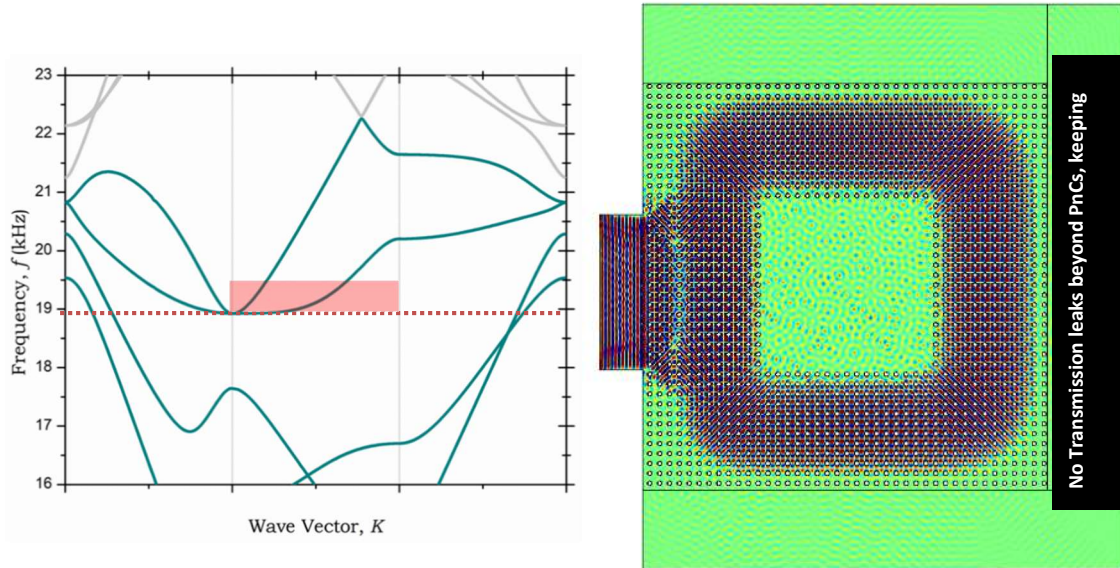 23
22
21
20
19
18
17
16
Frequency, f (kHz)
Wave Vector, K
No Transmission leaks beyond PnCs, keeping